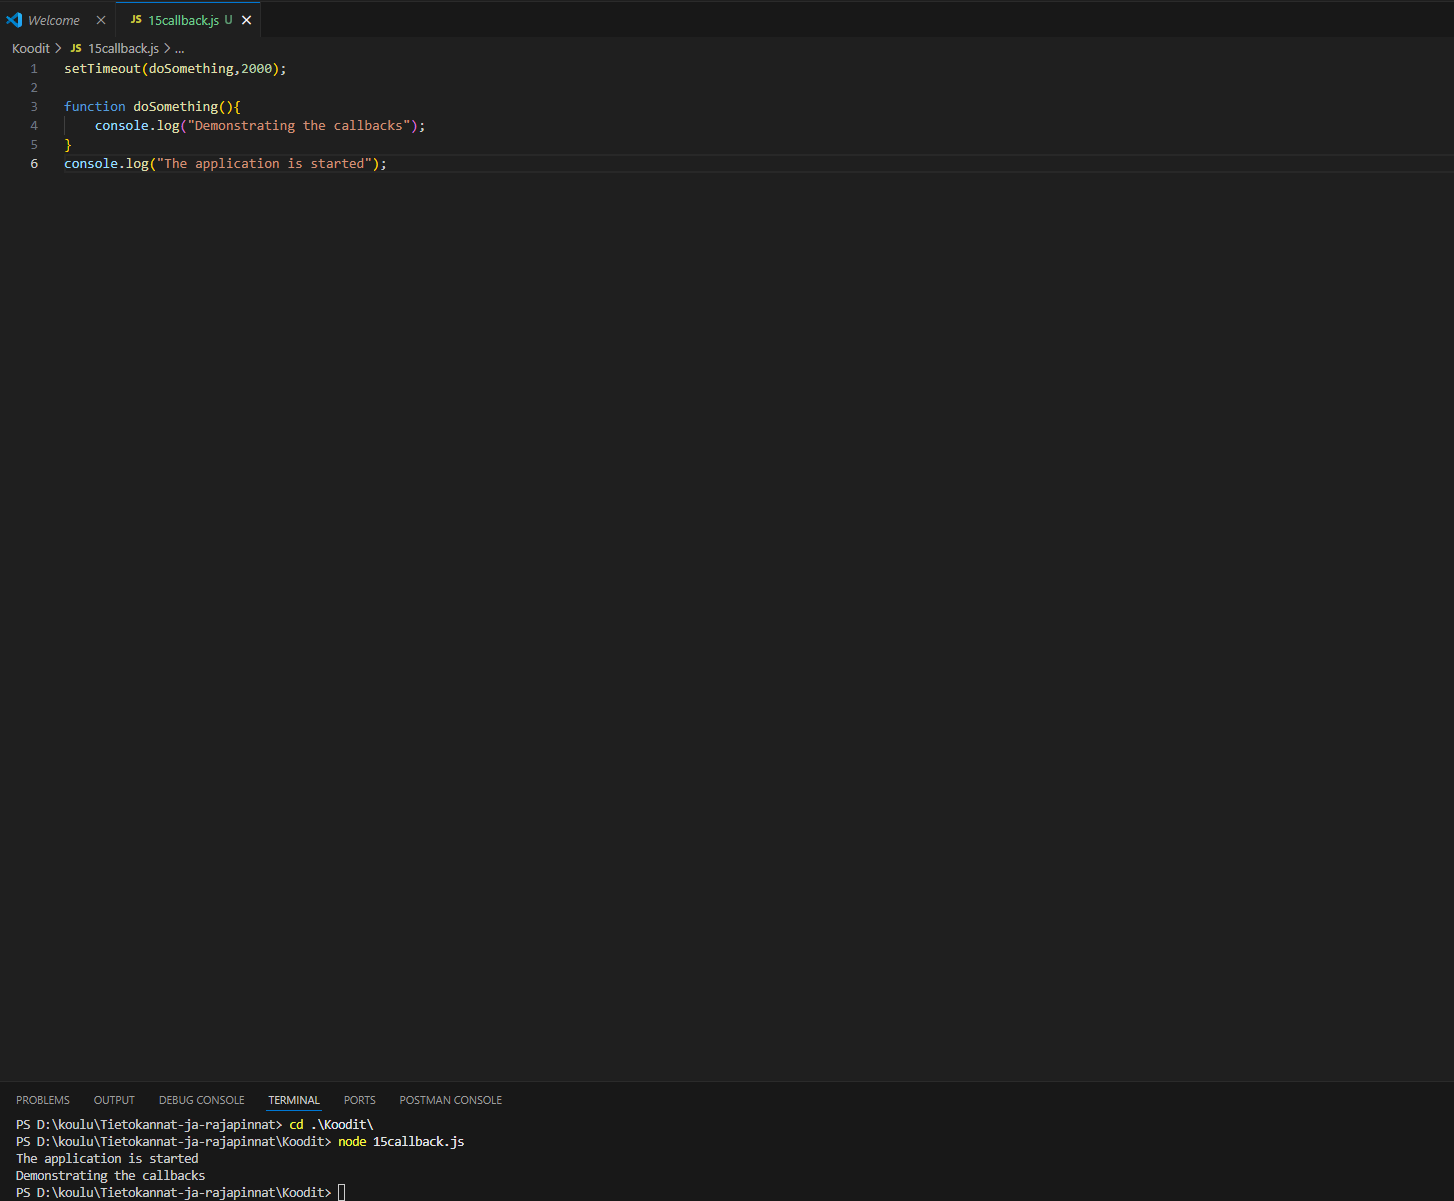 Welcome
JS 15callback.js U
Koodit > JS 15callback.js > ...
1 setTimeout(doSomething,2000);
2
3 function doSomething(){
4     console.log("Demonstrating the callbacks");
5 }
6 console.log("The application is started");
PROBLEMS OUTPUT DEBUG CONSOLE TERMINAL PORTS POSTMAN CONSOLE
PS D:\koulu\Tietokannat-ja-rajapinnat> cd .\Koodit\
PS D:\koulu\Tietokannat-ja-rajapinnat\Koodit> node 15callback.js
The application is started
Demonstrating the callbacks
PS D:\koulu\Tietokannat-ja-rajapinnat\Koodit>